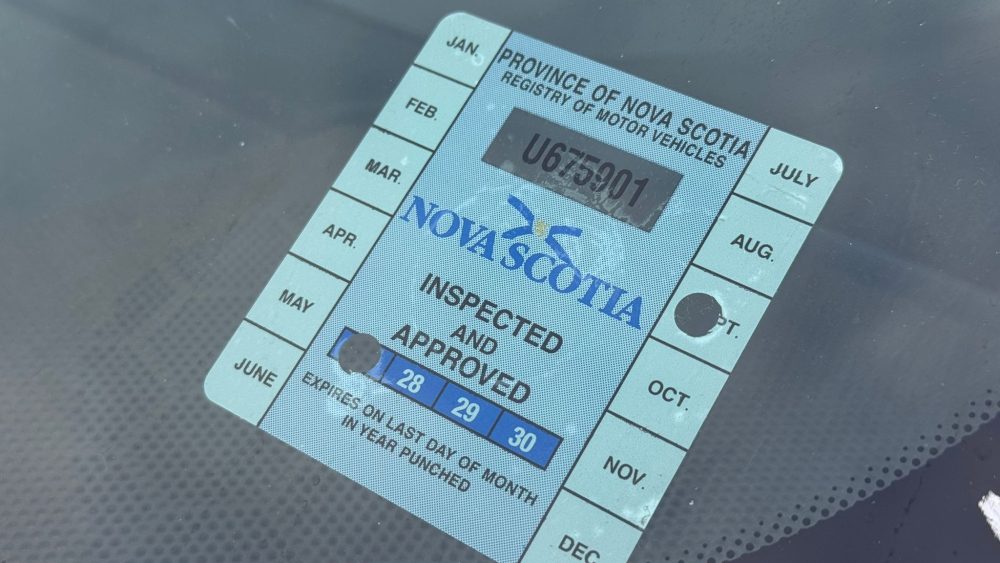 PROVINCE OF NOVA SCOTIA
REGISTRY OF MOTOR VEHICLES
U675901
NOVA SCOTIA
INSPECTED
AND
APPROVED
28 29 30
EXPIRES ON LAST DAY OF MONTH
IN YEAR PUNCHED
JAN.
FEB.
MAR.
APR.
MAY
JUNE
JULY
AUG.
PT.
OCT.
NOV.
DEC